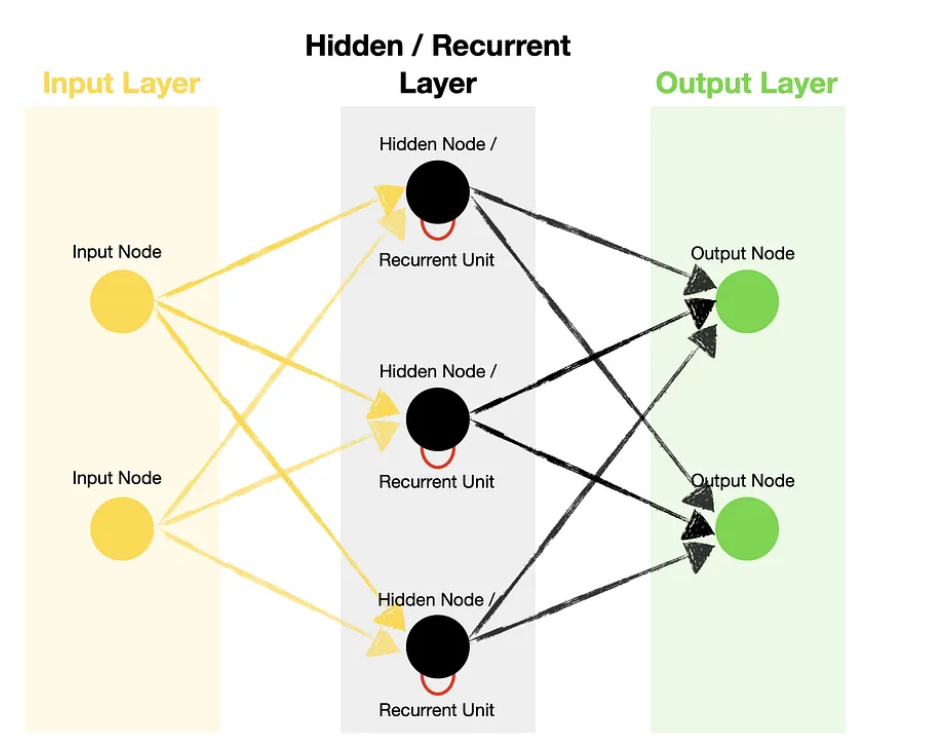 Hidden / Recurrent
Layer
Input Layer
Output Layer
Hidden Node /
Recurrent Unit
Input Node
Output Node
Hidden Node /
Recurrent Unit
Input Node
Output Node
Hidden Node /
Recurrent Unit